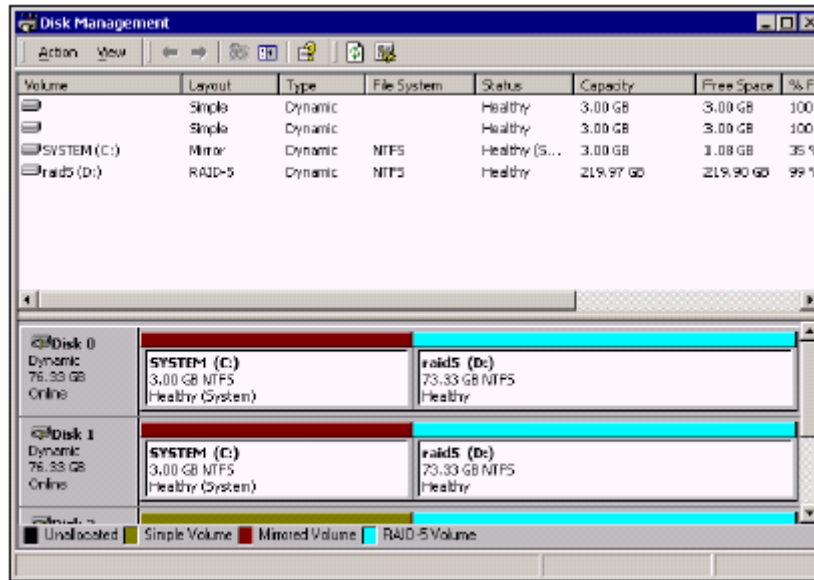 Disk Management
Action View
Volume Layout Type File System Status Capacity Free Space % F
Simple Dynamic Healthy 3.00 GB 3.00 GB 100
Simple Dynamic Healthy 3.00 GB 3.00 GB 100
SYSTEM (C:) Mirror Dynamic NTFS Healthy (S... 3.00 GB 1.08 GB 35 %
raid5 (D:) RAID-5 Dynamic NTFS Healthy 219.97 GB 219.90 GB 99 %
Disk 0
Dynamic
76.33 GB
Online
SYSTEM (C:)
3.00 GB NTFS
Healthy (System)
raid5 (D:)
73.33 GB NTFS
Healthy
Disk 1
Dynamic
76.33 GB
Online
SYSTEM (C:)
3.00 GB NTFS
Healthy (System)
raid5 (D:)
73.33 GB NTFS
Healthy
Unallocated Simple Volume Mirrored Volume RAID-5 Volume